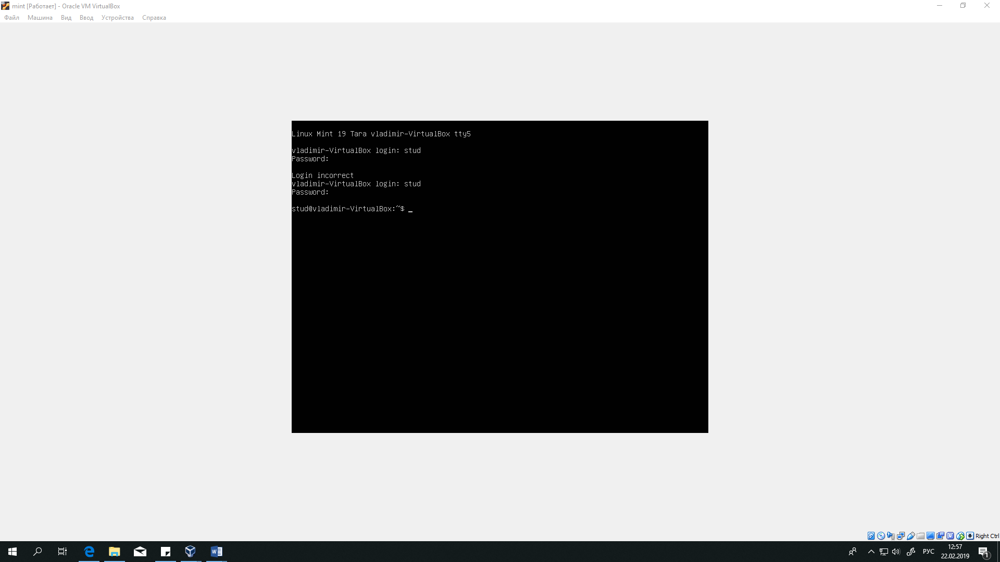 mint [Работает] - Oracle VM VirtualBox
Файл Машина Вид Ввод Устройства Справка
Linux Mint 19 Tara vladimir-VirtualBox tty5
vladimir-VirtualBox login: stud
Password:
Login incorrect
vladimir-VirtualBox login: stud
Password:
stud@vladimir-VirtualBox:~$ _
Right Ctrl
РУС
12:57
22.02.2019
1